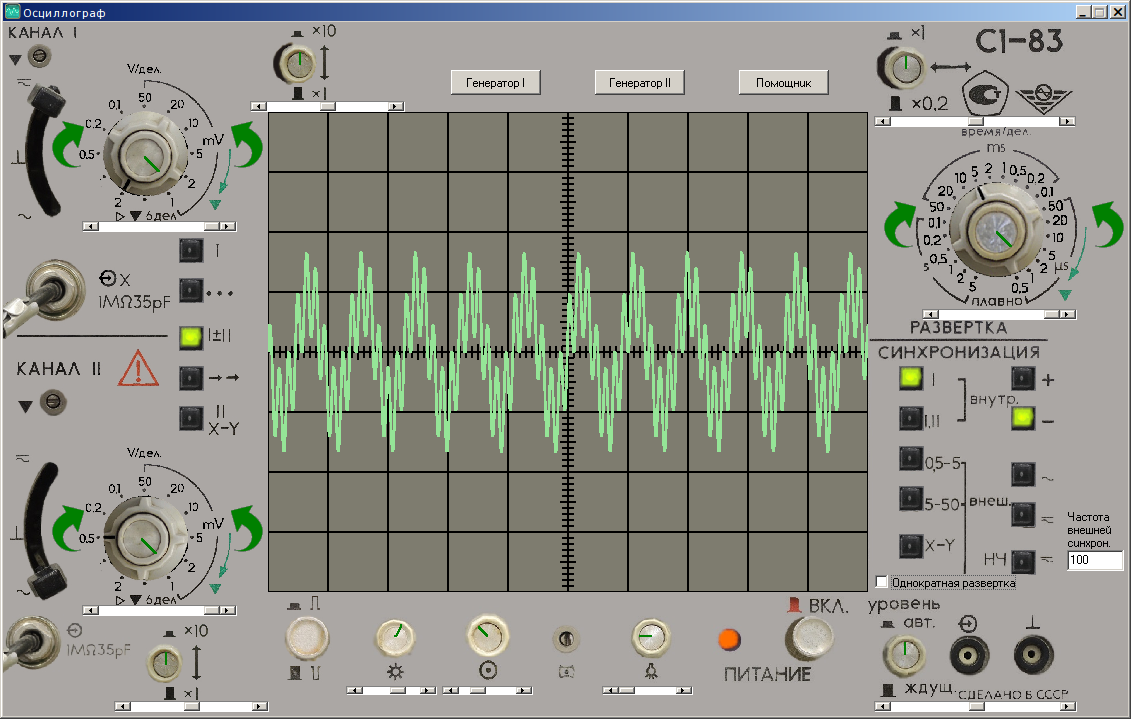 Осциллограф
КАНАЛ I
×10
×1
Генератор I
Генератор II
Помощник
×1
×0,2
С1-83
V/дел.
50
20
10
5
2
1
mV
0,1
0,2
0.5
1
2
▷ ▼ 6дел
время/дел.
ms
50
20
10
5
2
1
0,5
0.2
0.1
50
20
10
5
2
1
0,5
μs
0,1
0,2
0,5
1
2
5
s
плавно
РАЗВЕРТКА
I
...
I±II
→→
II
X-Y
X
1MΩ35pF
КАНАЛ II
СИНХРОНИЗАЦИЯ
I
внутр.
+
I,II
−
0,5-5
5-50
внеш.
~
≂
X-Y
НЧ
≂
Частота
внешней
синхрон.
100
Однократная развертка
V/дел.
50
20
10
5
2
1
mV
0,1
0.2
0.5
1
2
▷ ▼ 6дел
1MΩ35pF
×10
×1
ВКЛ.
ПИТАНИЕ
уровень
авт.
ждущ.
СДЕЛАНО В СССР